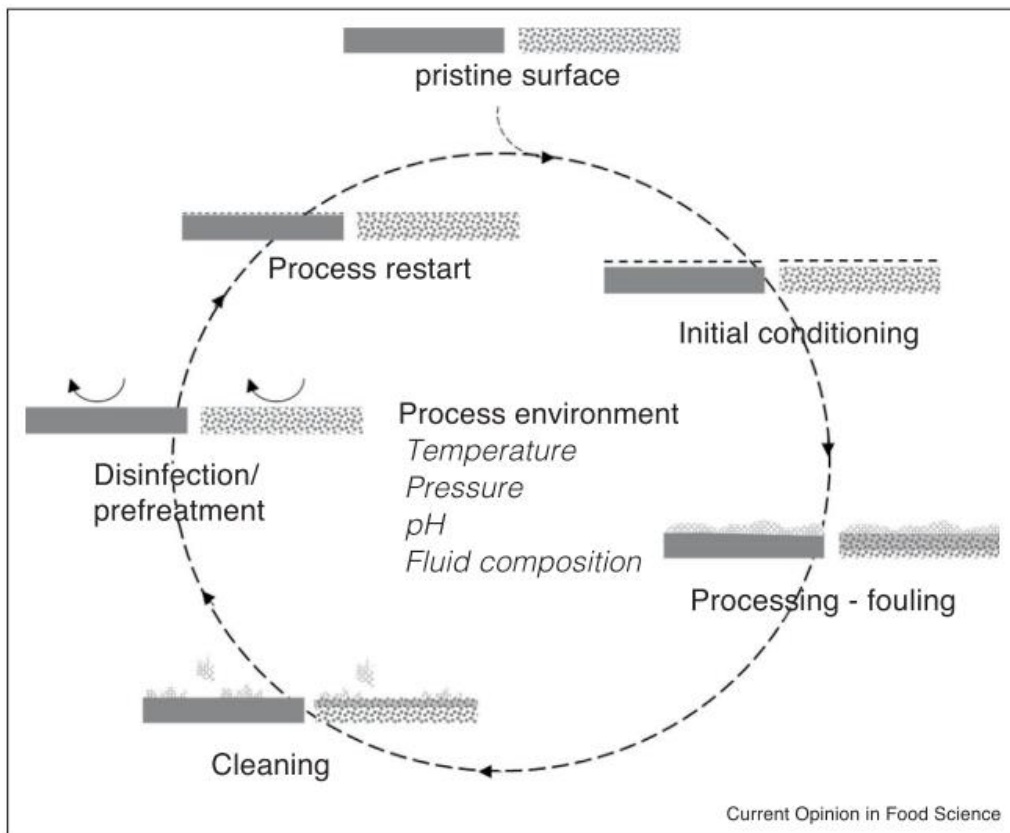 pristine surface
Process restart
Initial conditioning
Process environment
Temperature
Pressure
pH
Fluid composition
Disinfection/
prefreatment
Processing - fouling
Cleaning
Current Opinion in Food Science